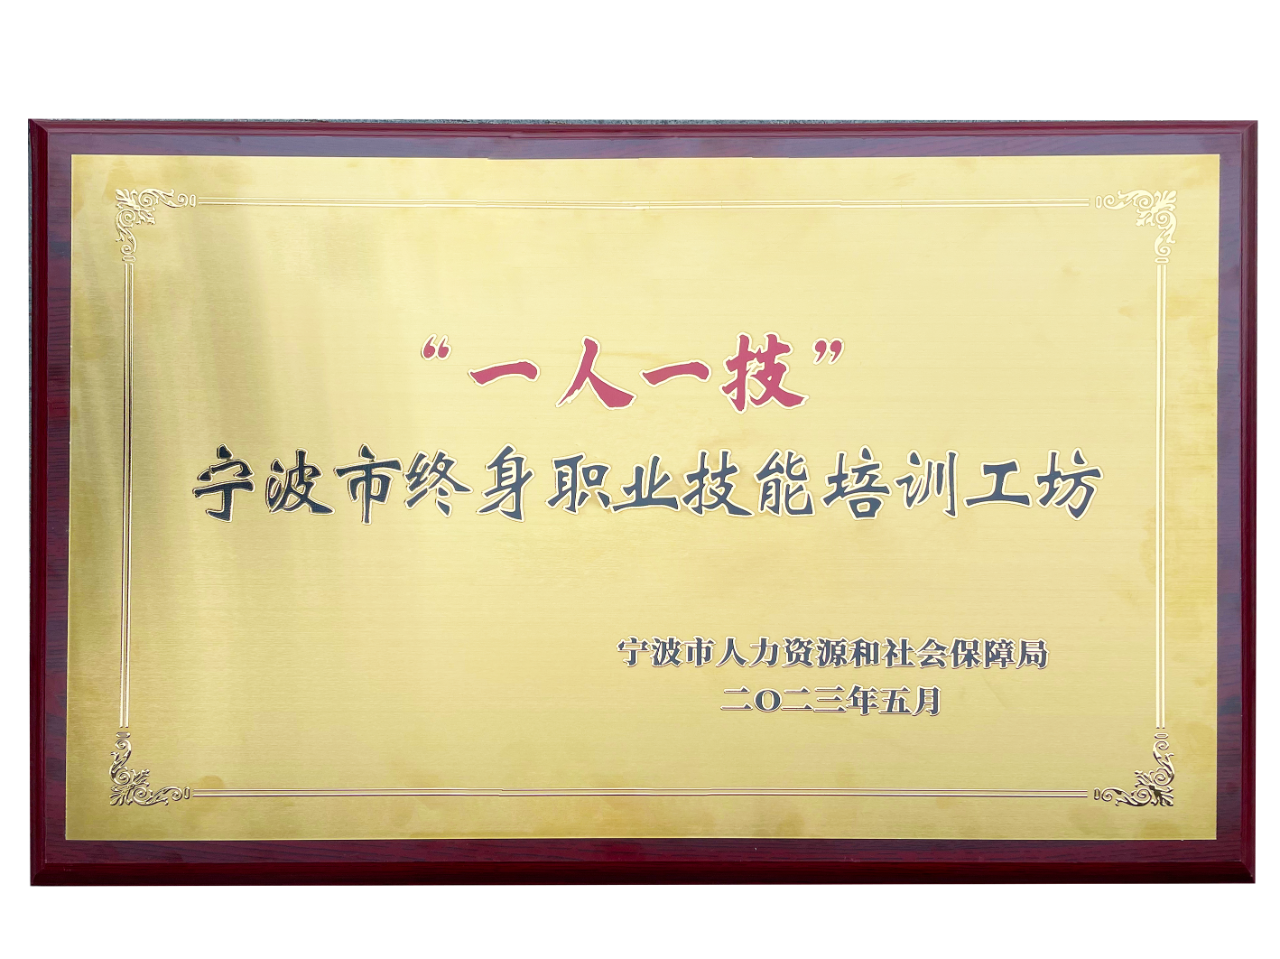 “一人一技”
宁波市终身职业技能培训工坊
宁波市人力资源和社会保障局
二〇二三年五月